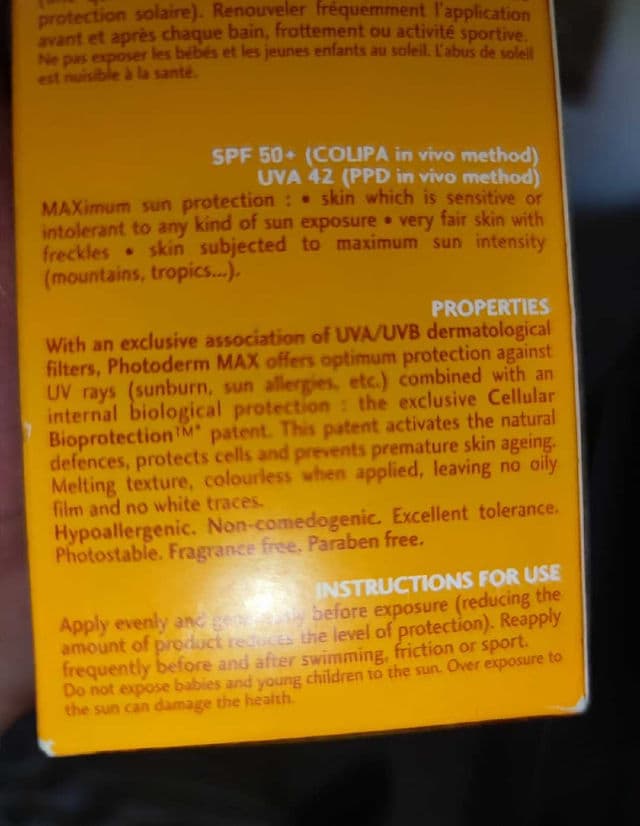 protection solaire). Renouveler fréquemment l'application
avant et après chaque bain, frottement ou activité sportive.
Ne pas exposer les bébés et les jeunes enfants au soleil. L'abus de soleil
est nuisible à la santé.
SPF 50+ (COLIPA in vivo method)
UVA 42 (PPD in vivo method)
MAXimum sun protection : • skin which is sensitive or
intolerant to any kind of sun exposure • very fair skin with
freckles • skin subjected to maximum sun intensity
(mountains, tropics...).
PROPERTIES
With an exclusive association of UVA/UVB dermatological
filters, Photoderm MAX offers optimum protection against
UV rays (sunburn, sun allergies, etc.) combined with an
internal biological protection : the exclusive Cellular
Bioprotection™* patent. This patent activates the natural
defences, protects cells and prevents premature skin ageing.
Melting texture, colourless when applied, leaving no oily
film and no white traces.
Hypoallergenic. Non-comedogenic. Excellent tolerance.
Photostable. Fragrance free. Paraben free.
INSTRUCTIONS FOR USE
Apply evenly and before exposure (reducing the
amount of product reduces the level of protection). Reapply
frequently before and after swimming, friction or sport.
Do not expose babies and young children to the sun. Over exposure to
the sun can damage the health.